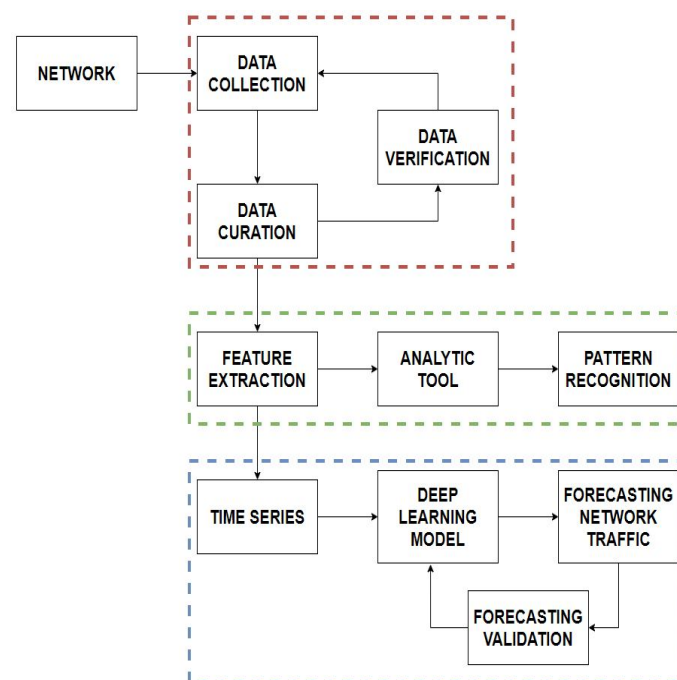 NETWORK
DATA
COLLECTION
DATA
VERIFICATION
DATA
CURATION
FEATURE
EXTRACTION
ANALYTIC
TOOL
PATTERN
RECOGNITION
TIME SERIES
DEEP
LEARNING
MODEL
FORECASTING
NETWORK
TRAFFIC
FORECASTING
VALIDATION